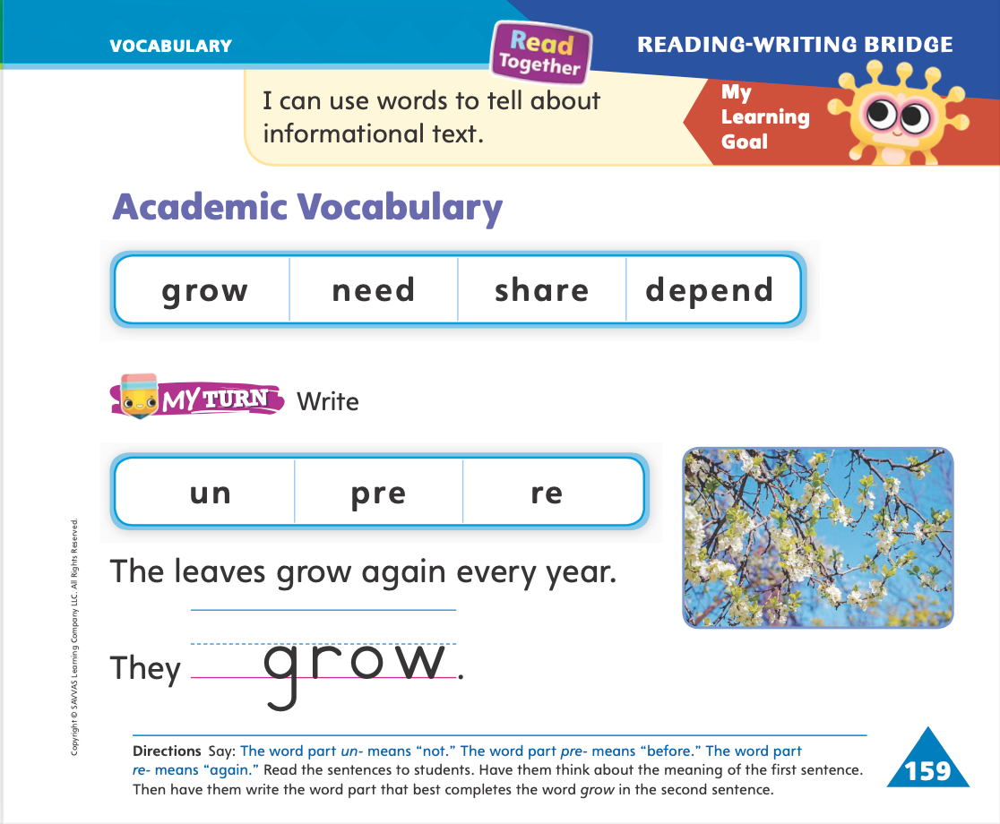 VOCABULARY
Read
Together
READING-WRITING BRIDGE
I can use words to tell about
informational text.
My
Learning
Goal
Academic Vocabulary
grow need share depend
MY TURN Write
un pre re
The leaves grow again every year.
They grow.
Copyright © SAVVAS Learning Company LLC. All Rights Reserved.
Directions Say: The word part un- means “not.” The word part pre- means “before.” The word part
re- means “again.” Read the sentences to students. Have them think about the meaning of the first sentence.
Then have them write the word part that best completes the word grow in the second sentence.
159